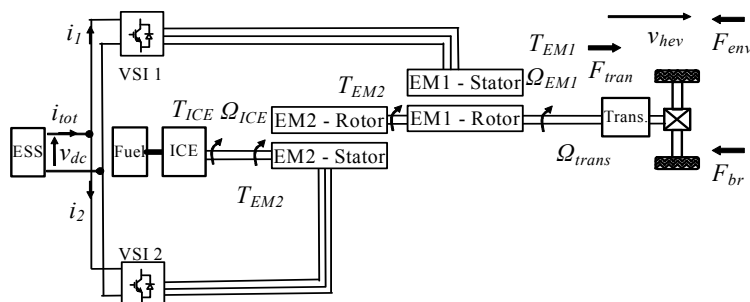 i1
VSI 1
vhev
Fenv
TEM1
Ftran
ΩEM1
EM1 - Stator
TEM2
itot
TICE
ΩICE
EM2 - Rotor
EM1 - Rotor
Trans.
ESS
vdc
Fuel
ICE
EM2 - Stator
Ωtrans
TEM2
Fbr
i2
VSI 2